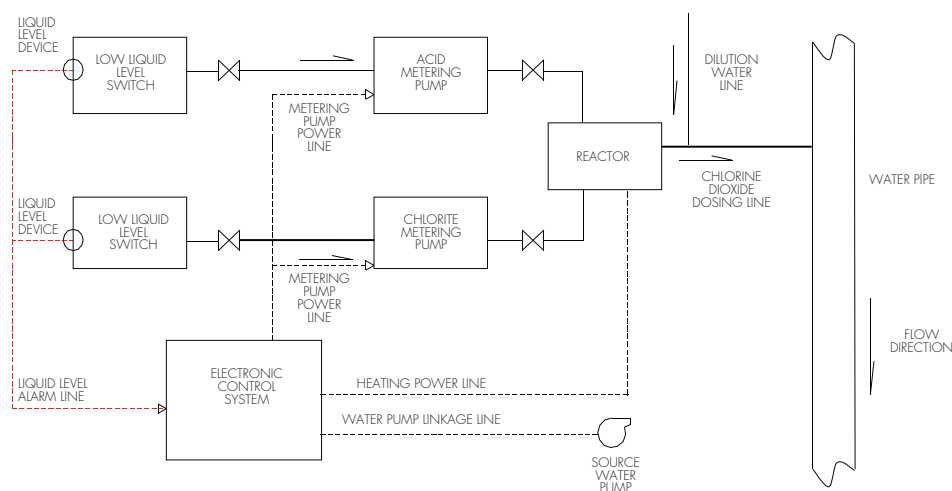 LIQUID
LEVEL
DEVICE
LOW LIQUID
LEVEL
SWITCH
ACID
METERING
PUMP
METERING
PUMP
POWER
LINE
DILUTION
WATER
LINE
REACTOR
CHLORINE
DIOXIDE
DOSING LINE
WATER PIPE
LIQUID
LEVEL
DEVICE
LOW LIQUID
LEVEL
SWITCH
CHLORITE
METERING
PUMP
METERING
PUMP
POWER
LINE
FLOW
DIRECTION
LIQUID LEVEL
ALARM LINE
ELECTRONIC
CONTROL
SYSTEM
HEATING POWER LINE
WATER PUMP LINKAGE LINE
SOURCE
WATER
PUMP